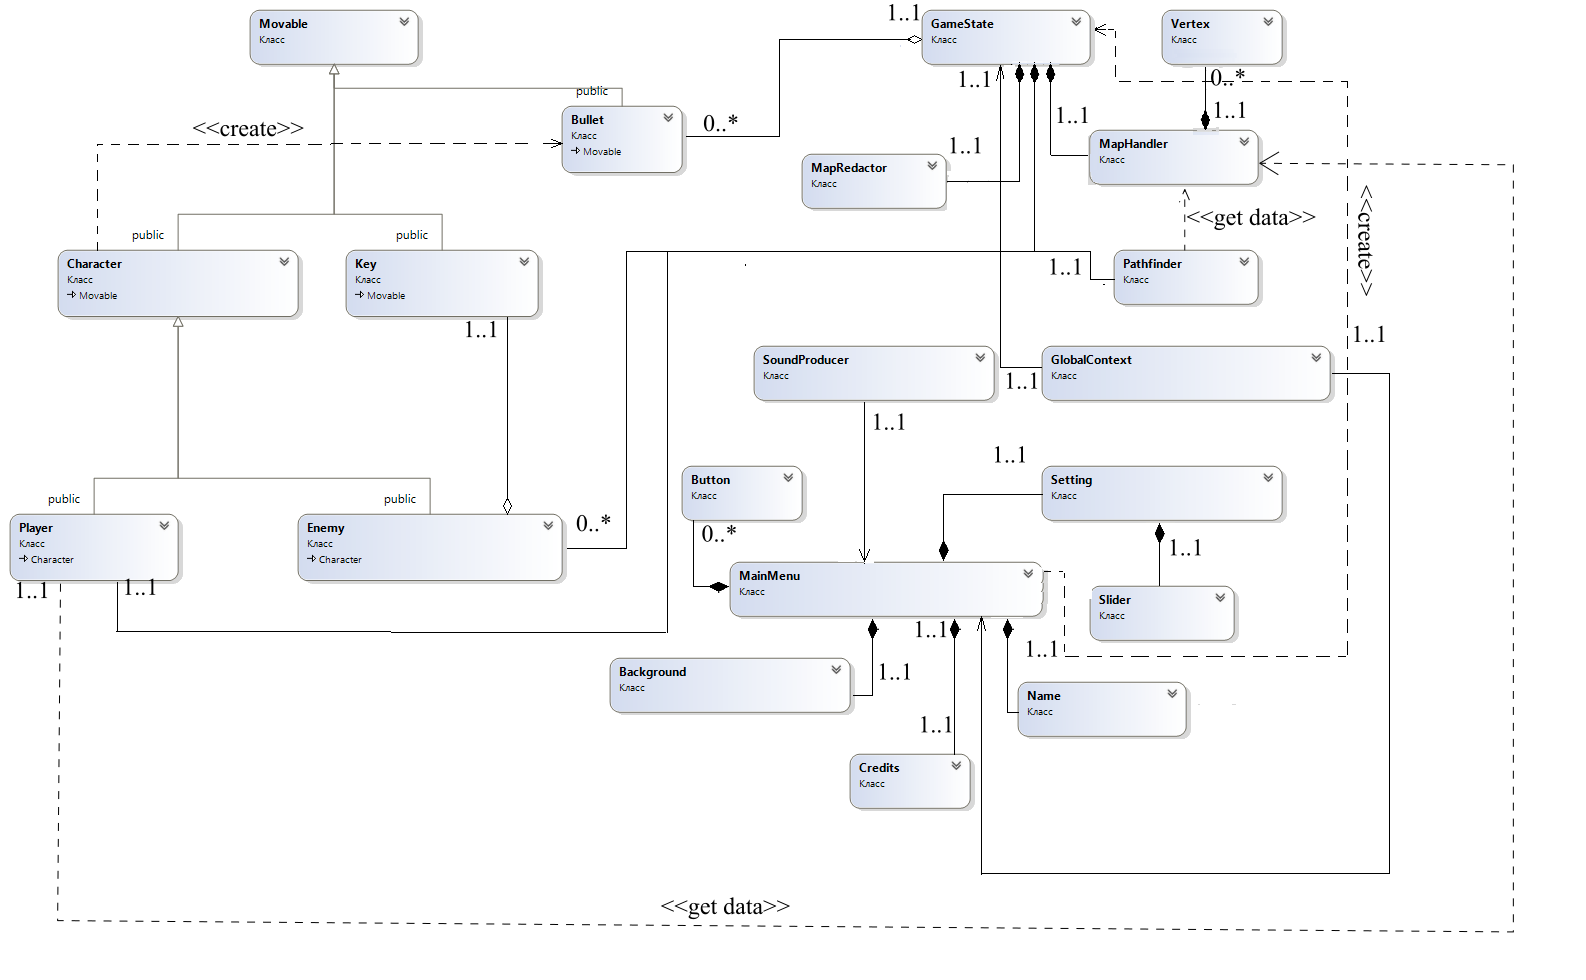 Movable
Класс
1..1
GameState
Класс
Vertex
Класс
1..1
0..*
public
Bullet
Класс
Movable
0..*
<<create>>
1..1
1..1
MapHandler
Класс
1..1
MapRedactor
Класс
<<get data>>
<<create>>
public
public
Character
Класс
Movable
Key
Класс
Movable
1..1
Pathfinder
Класс
1..1
1..1
SoundProducer
Класс
GlobalContext
Класс
1..1
1..1
1..1
Button
Класс
Setting
Класс
public
public
0..*
0..*
1..1
Player
Класс
Character
Enemy
Класс
Character
1..1
1..1
MainMenu
Класс
Slider
Класс
1..1
1..1
Background
Класс
1..1
Name
Класс
1..1
Credits
Класс
<<get data>>